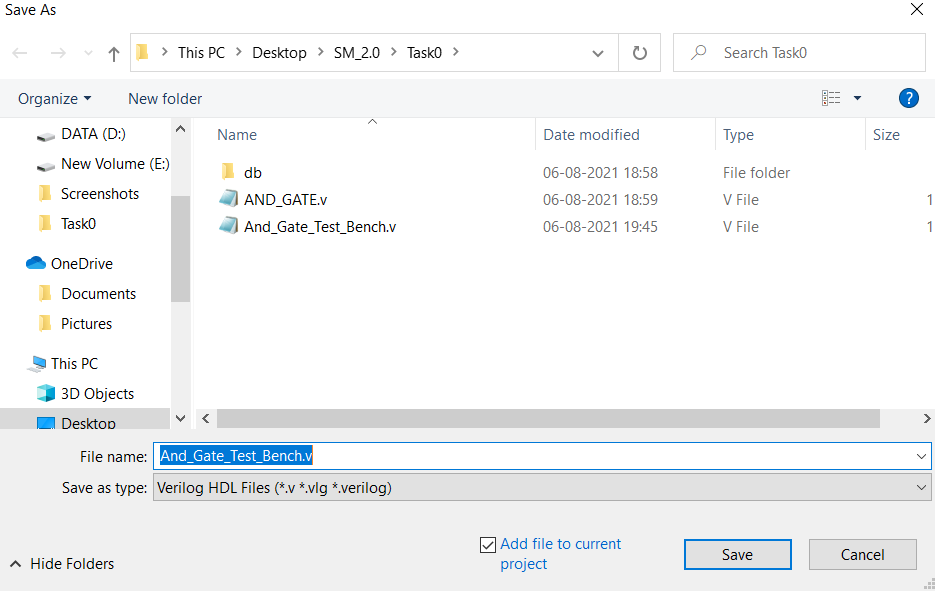 Save As
This PC > Desktop > SM_2.0 > Task0 >
Search Task0
Organize
New folder
?
DATA (D:)
New Volume (E:)
Screenshots
Task0
OneDrive
Documents
Pictures
This PC
3D Objects
Desktop
Name Date modified Type Size
db 06-08-2021 18:58 File folder
AND_GATE.v 06-08-2021 18:59 V File 1
And_Gate_Test_Bench.v 06-08-2021 19:45 V File 1
File name: And_Gate_Test_Bench.v
Save as type: Verilog HDL Files (*.v *.vlg *.verilog)
Add file to current
project
Save
Cancel
Hide Folders